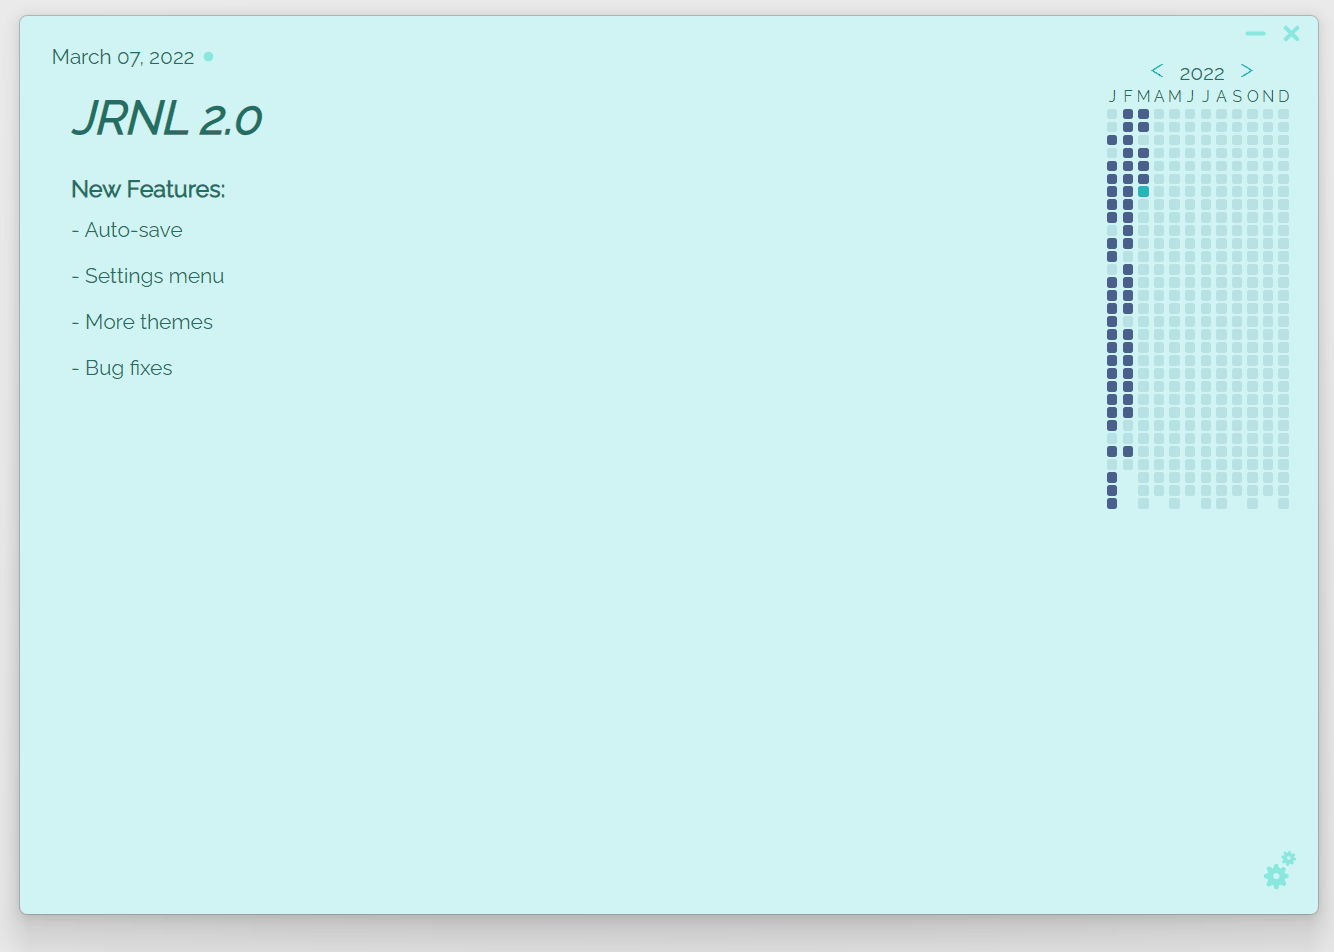 March 07, 2022
< 2022 >
J F M A M J J A S O N D
JRNL 2.0
New Features:
- Auto-save
- Settings menu
- More themes
- Bug fixes